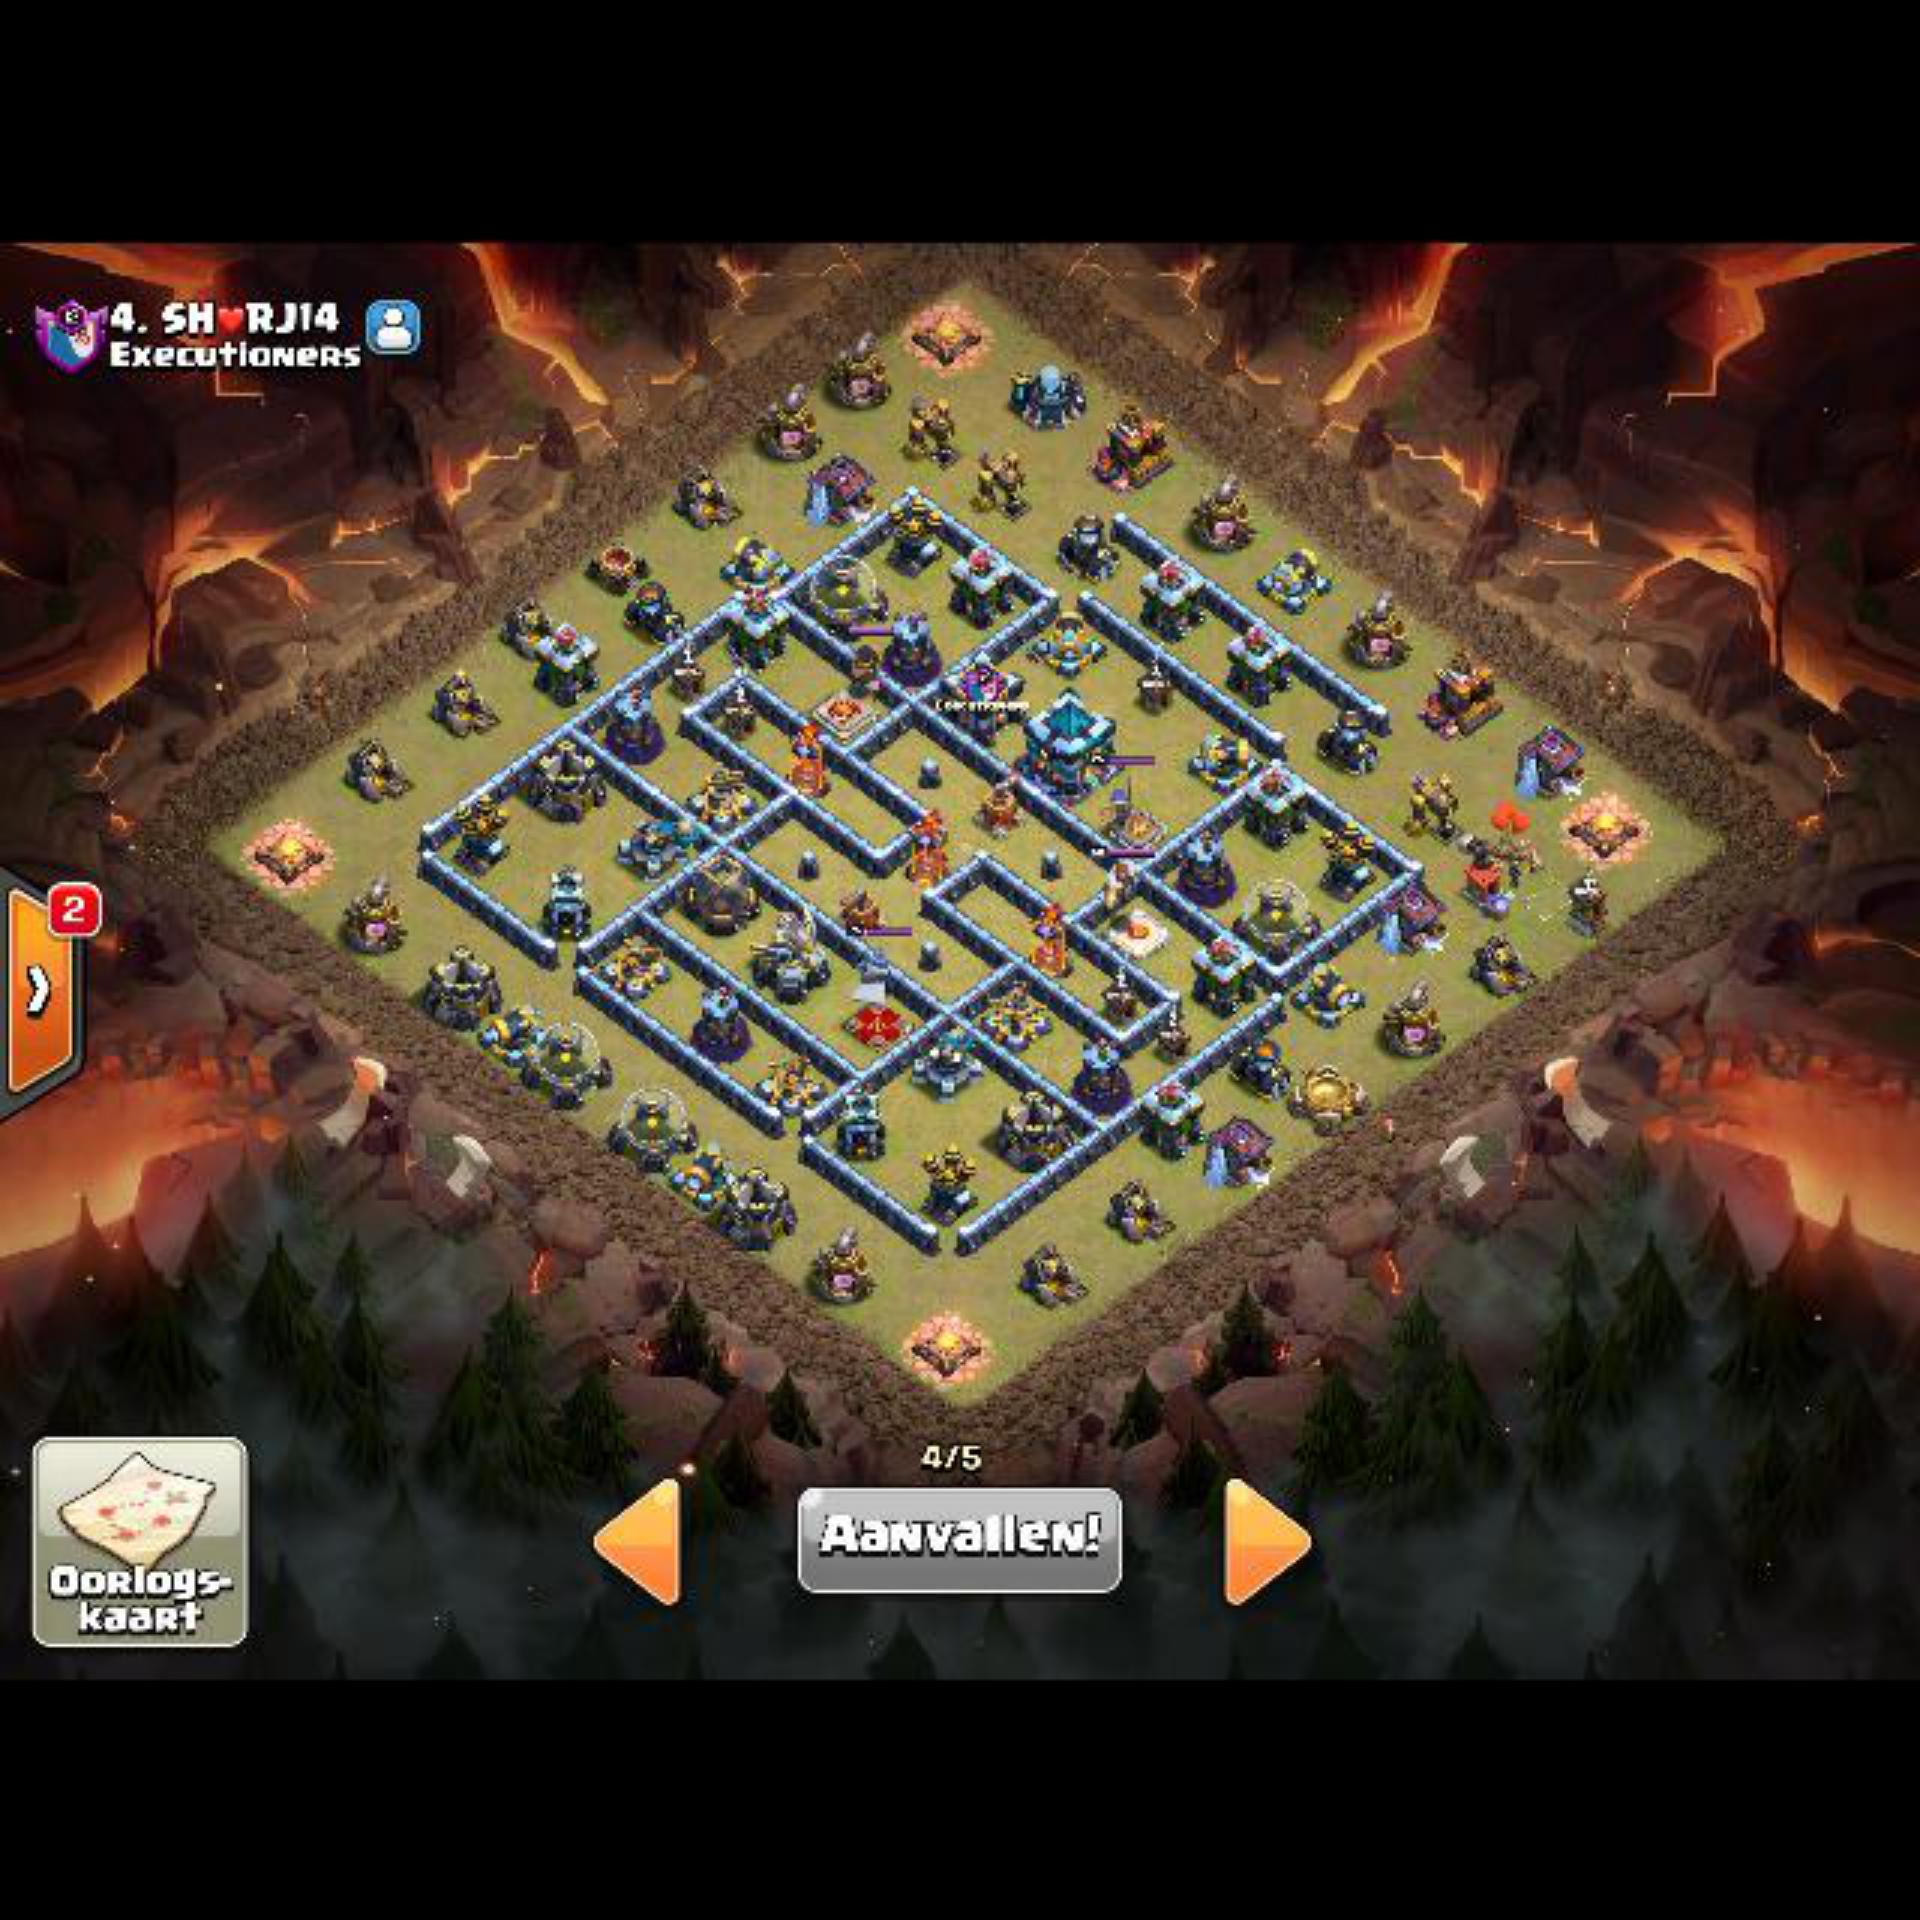 4. SH♥RJ14
Executioners
2
4/5
Aanvallen!
Oorlogs-
kaart